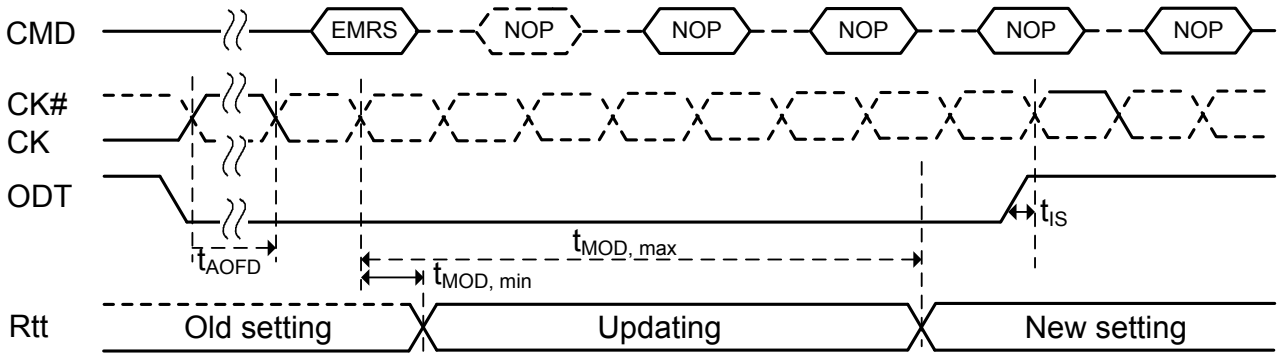 CMD EMRS NOP NOP NOP NOP NOP
CK#
CK
ODT
tIS
tAOFD
tMOD, max
tMOD, min
Rtt Old setting Updating New setting